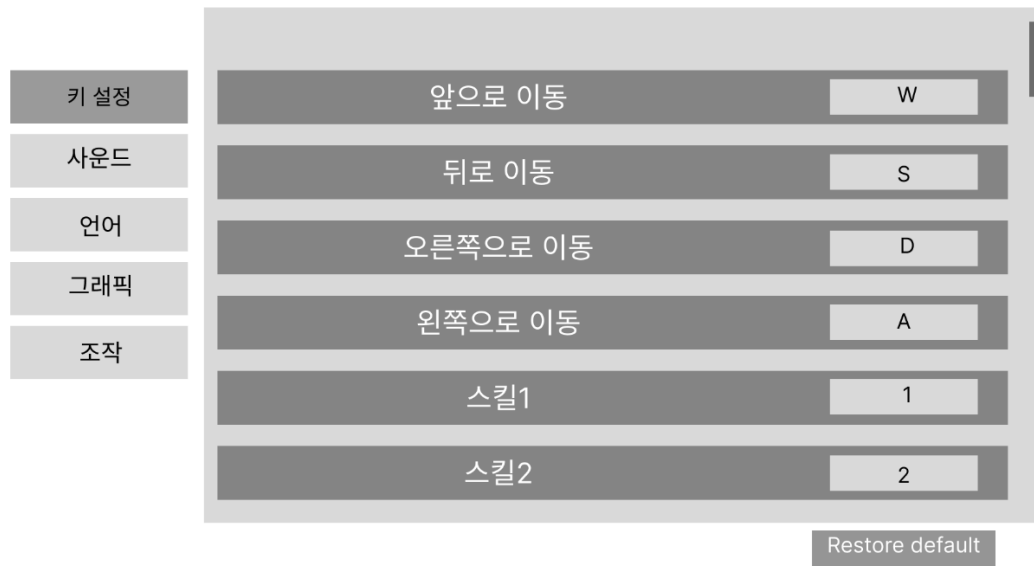 키 설정
사운드
언어
그래픽
조작
앞으로 이동 W
뒤로 이동 S
오른쪽으로 이동 D
왼쪽으로 이동 A
스킬1 1
스킬2 2
Restore default